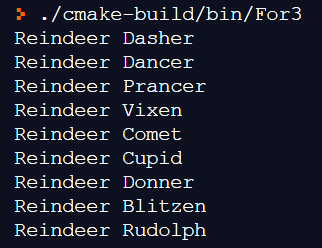 > ./cmake-build/bin/For3
Reindeer Dasher
Reindeer Dancer
Reindeer Prancer
Reindeer Vixen
Reindeer Comet
Reindeer Cupid
Reindeer Donner
Reindeer Blitzen
Reindeer Rudolph